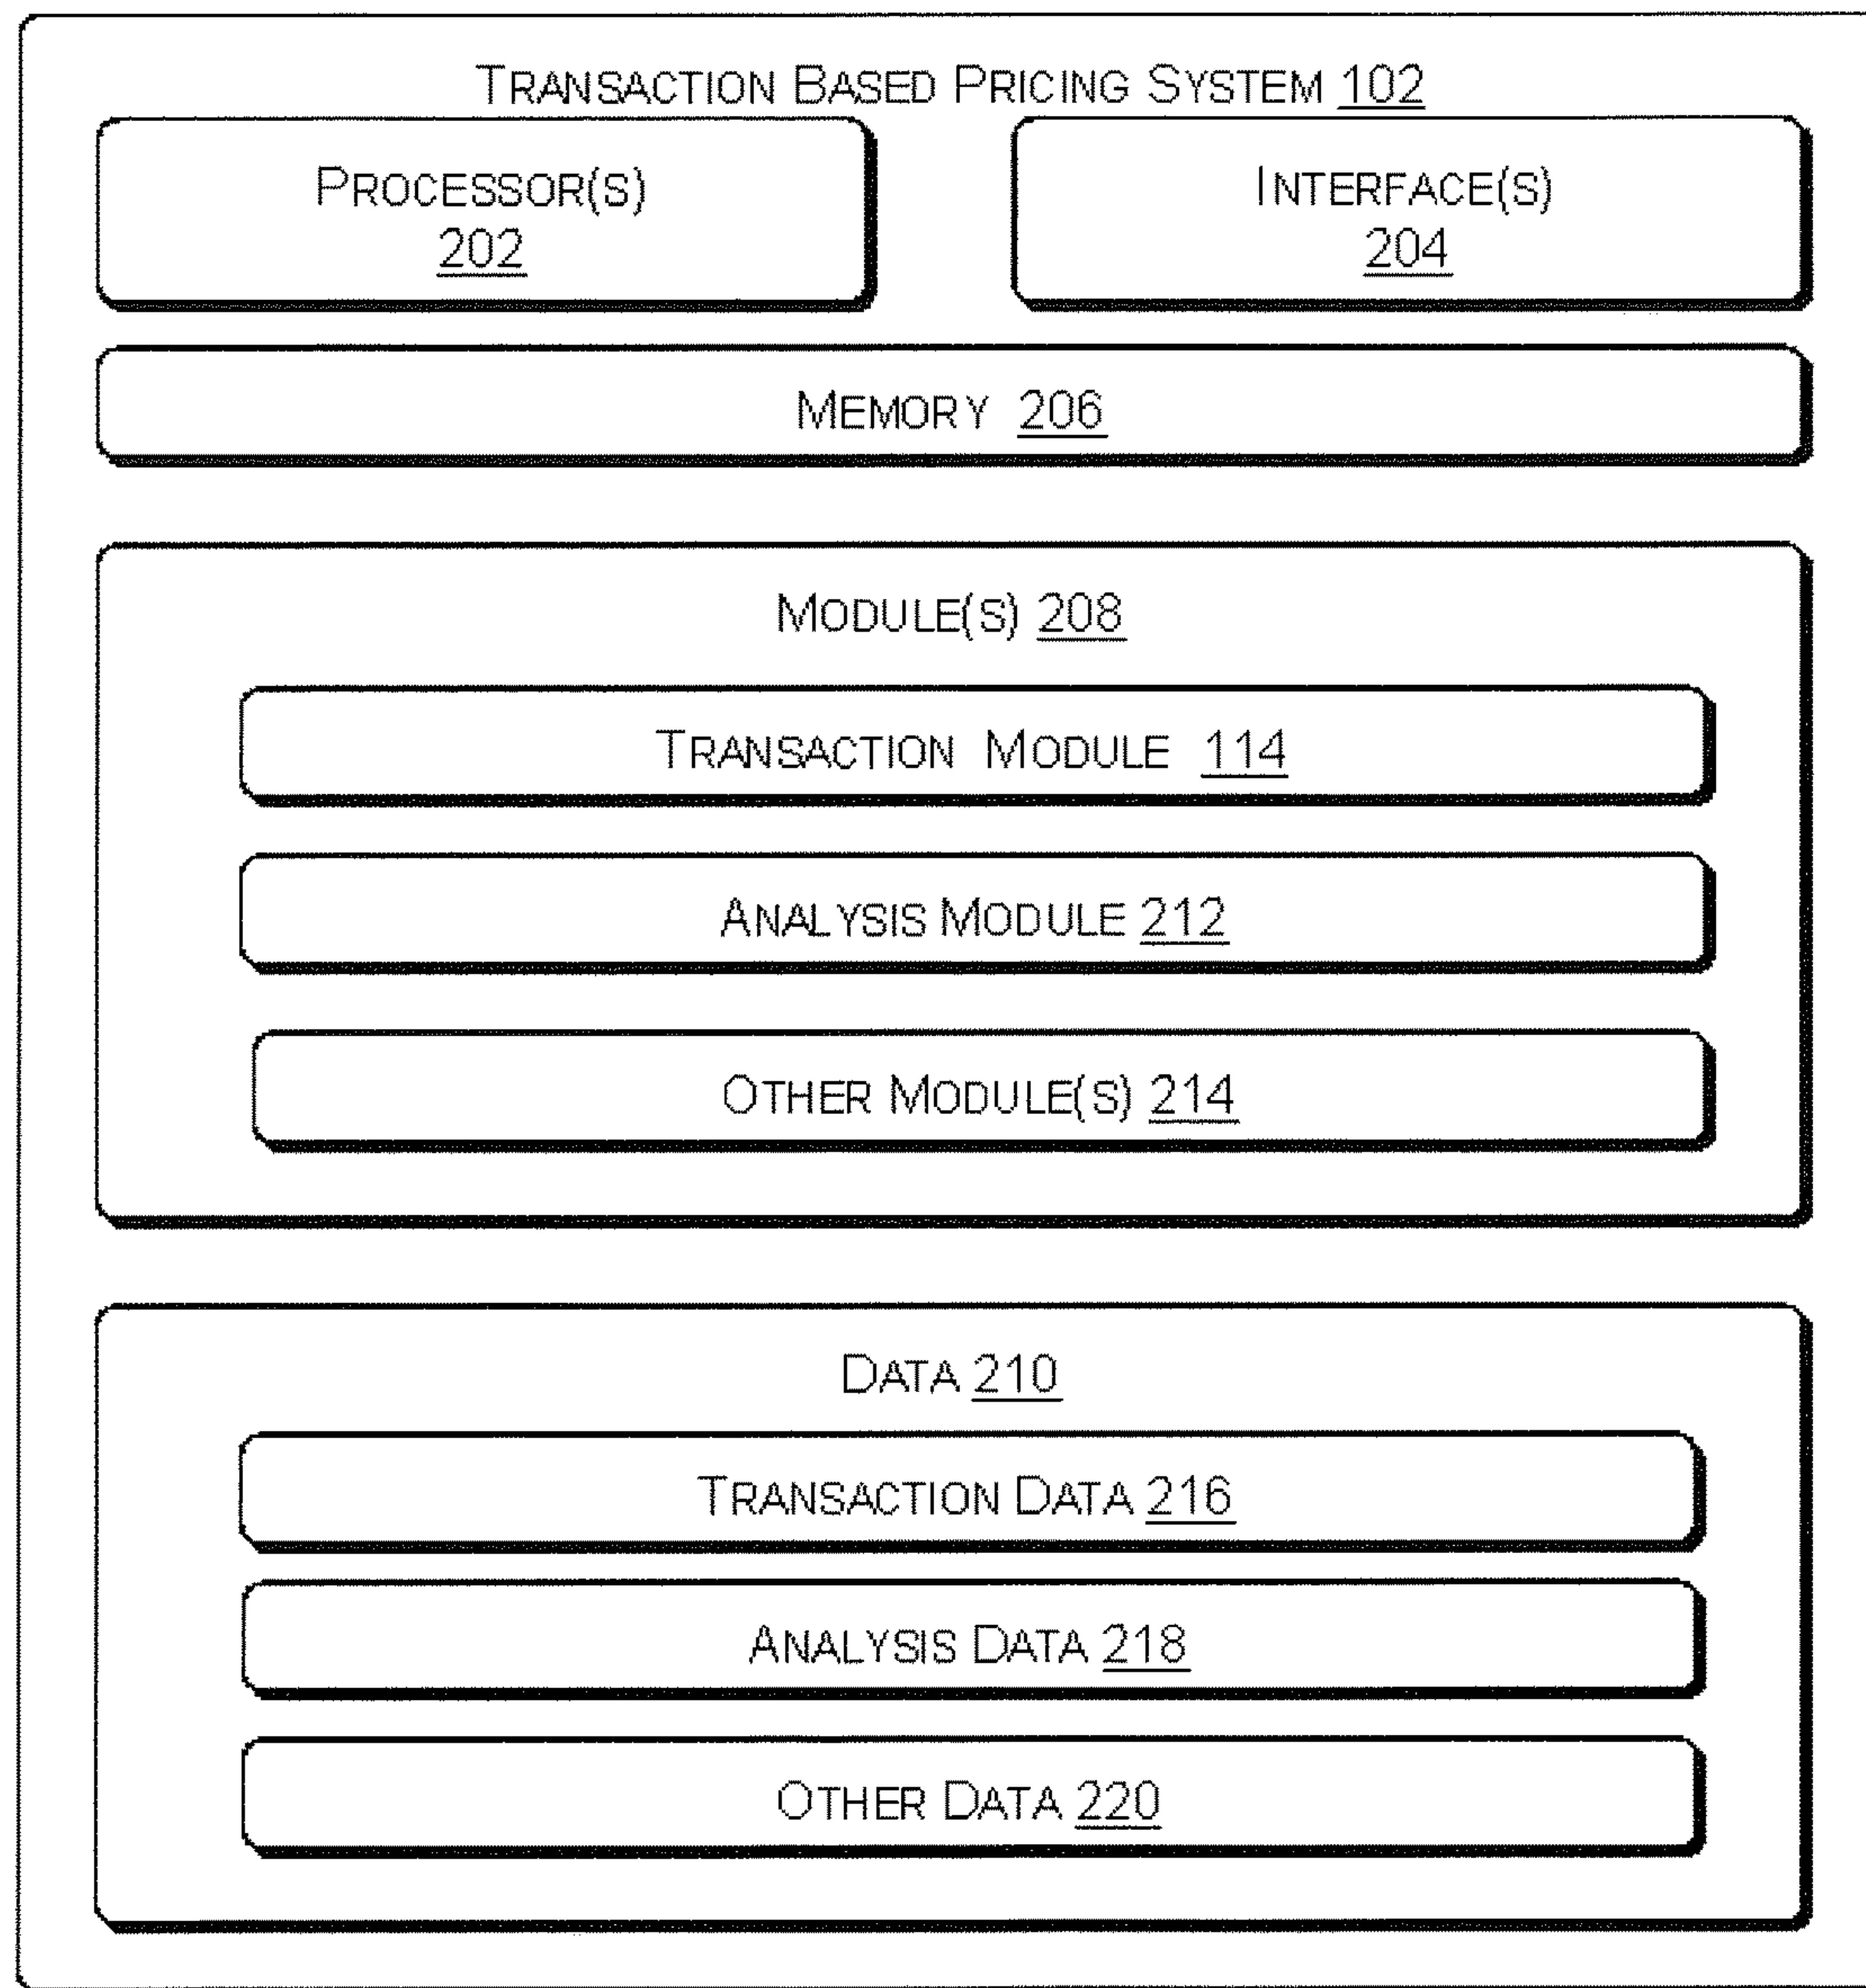 TRANSACTION BASED PRICING SYSTEM 102
PROCESSOR(S)
202
INTERFACE(S)
204
MEMORY 206
MODULE(S) 208
TRANSACTION MODULE 114
ANALYSIS MODULE 212
OTHER MODULE(S) 214
DATA 210
TRANSACTION DATA 216
ANALYSIS DATA 218
OTHER DATA 220